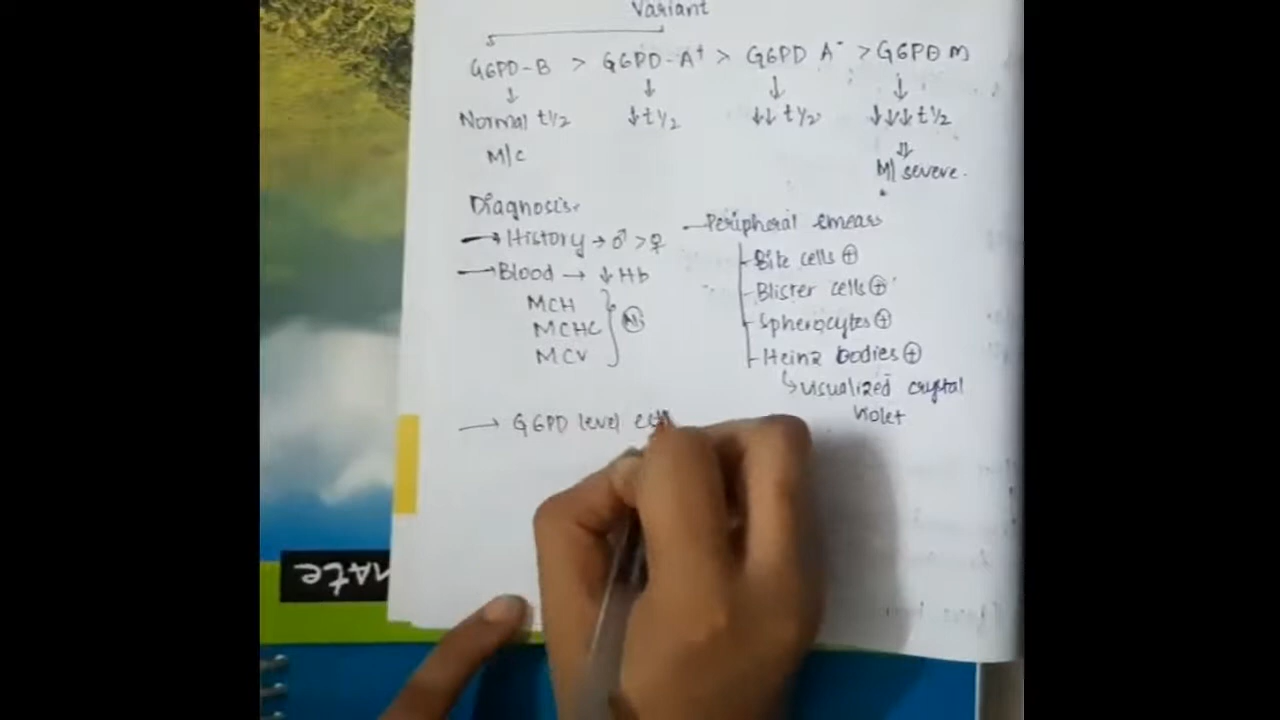 Variant
G6PD-B > G6PD-A⁺ > G6PD A⁻ > G6PD M
↓ ↓ ↓ ↓
Normal t½ ↓t½ ↓↓ t½ ↓↓↓ t½
M/c ⇓
M/ severe.
Diagnosis.
→ History → ♂ > ♀
→ Blood → ↓ Hb
MCH
MCHC (N)
MCV
→ G6PD level
Peripheral smear
Bite cells ⊕
Blister cells ⊕
Spherocytes ⊕
Heinz bodies ⊕
↳ visualized crystal
violet